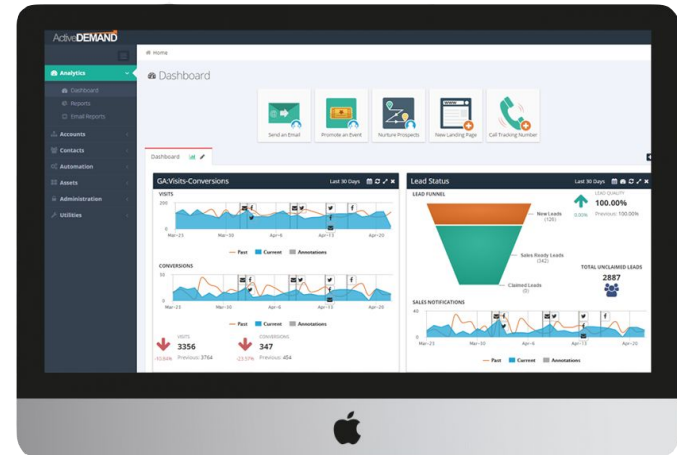 ActiveDEMAND
Home
Analytics
Dashboard
Reports
Email Reports
Accounts
Contacts
Automation
Assets
Administration
Utilities
Dashboard
Send an Email
Promote an Event
Nurture Prospects
New Landing Page
Call Tracking Number
WWW
Dashboard
GA:Visits-Conversions
Last 30 Days
VISITS
200
0
Mar-23 Mar-30 Apr-6 Apr-13 Apr-20
Past Current Annotations
CONVERSIONS
0
Mar-23 Mar-30 Apr-6 Apr-13 Apr-20
Past Current Annotations
VISITS
3356
Previous: 3764
CONVERSIONS
347
Previous: 454
Lead Status
Last 30 Days
LEAD FUNNEL
New Leads
Sales Ready Leads
(342)
Claimed Leads
(0)
LEAD QUALITY
100.00%
0.00%
Previous: 100.00%
TOTAL UNCLAIMED LEADS
2887
SALES NOTIFICATIONS
40
0
Mar-23 Mar-30 Apr-6 Apr-13 Apr-20
Past Current Annotations